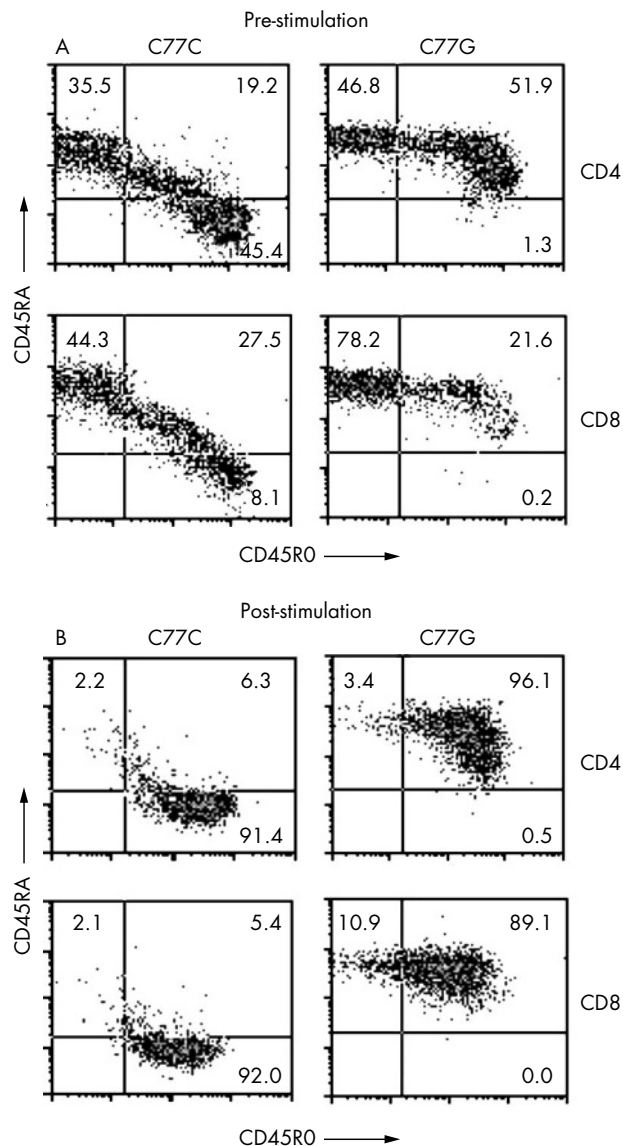 Pre-stimulation
A C77C C77G
35.5 19.2 46.8 51.9
CD4
45.4 1.3
CD45RA
44.3 27.5 78.2 21.6
CD8
8.1 0.2
CD45R0
Post-stimulation
B C77C C77G
2.2 6.3 3.4 96.1
CD4
91.4 0.5
CD45RA
2.1 5.4 10.9 89.1
CD8
92.0 0.0
CD45R0